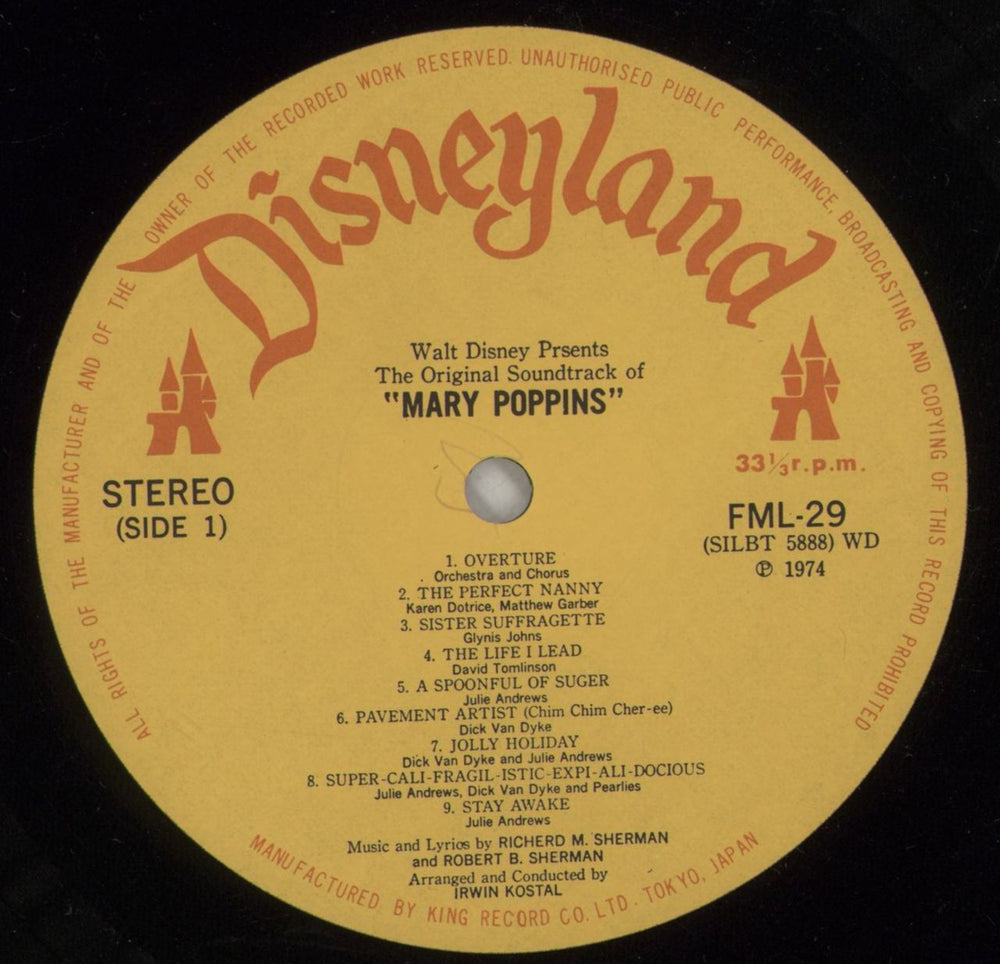 ALL RIGHTS OF THE MANUFACTURER AND OF THE OWNER OF THE RECORDED WORK RESERVED. UNAUTHORISED PUBLIC PERFORMANCE, BROADCASTING AND COPYING OF THIS RECORD PROHIBITED
Disneyland
Walt Disney Prsents
The Original Soundtrack of
"MARY POPPINS"
STEREO
(SIDE 1)
33⅓r.p.m.
FML-29
(SILBT 5888) WD
℗ 1974
1. OVERTURE
Orchestra and Chorus
2. THE PERFECT NANNY
Karen Dotrice, Matthew Garber
3. SISTER SUFFRAGETTE
Glynis Johns
4. THE LIFE I LEAD
David Tomlinson
5. A SPOONFUL OF SUGER
Julie Andrews
6. PAVEMENT ARTIST (Chim Chim Cher-ee)
Dick Van Dyke
7. JOLLY HOLIDAY
Dick Van Dyke and Julie Andrews
8. SUPER-CALI-FRAGIL-ISTIC-EXPI-ALI-DOCIOUS
Julie Andrews, Dick Van Dyke and Pearlies
9. STAY AWAKE
Julie Andrews
Music and Lyrics by RICHERD M. SHERMAN
and ROBERT B. SHERMAN
Arranged and Conducted by
IRWIN KOSTAL
MANUFACTURED BY KING RECORD CO. LTD. TOKYO, JAPAN